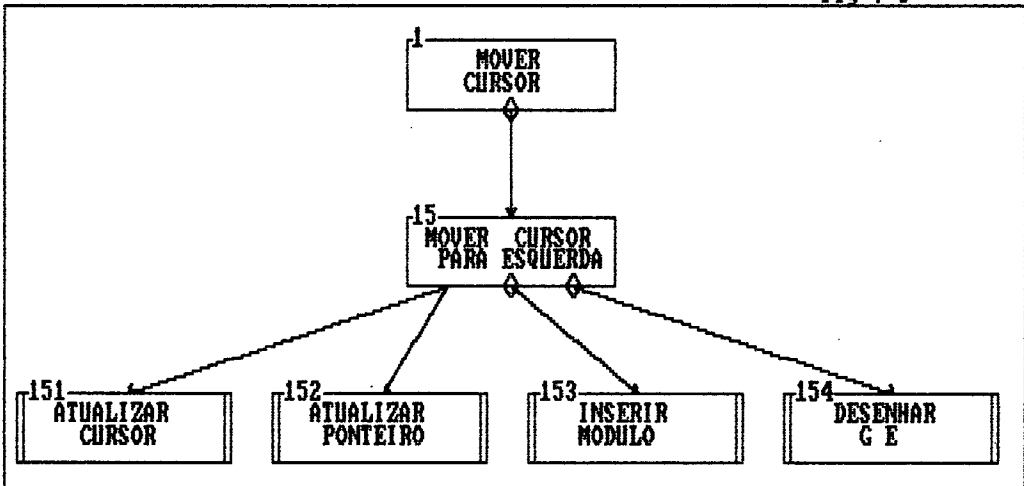 1
MOVER
CURSOR
15
MOVER CURSOR
PARA ESQUERDA
151
ATUALIZAR
CURSOR
152
ATUALIZAR
PONTEIRO
153
INSERIR
MODULO
154
DESENHAR
G E